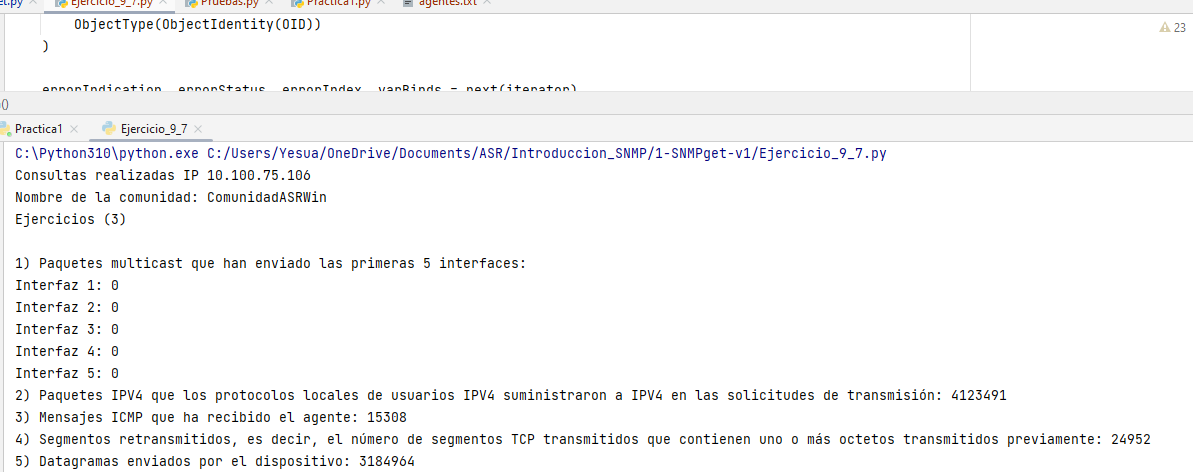 el.py Ejercicio_9_7.py Pruebas.py Practica1.py agentes.txt
ObjectType(ObjectIdentity(OID))
23
)
errorIndication, errorStatus, errorIndex, varBinds = next(iterator)
()
Practica1 Ejercicio_9_7
C:\Python310\python.exe C:/Users/Yesua/OneDrive/Documents/ASR/Introduccion_SNMP/1-SNMPget-v1/Ejercicio_9_7.py
Consultas realizadas IP 10.100.75.106
Nombre de la comunidad: ComunidadASRWin
Ejercicios (3)
1) Paquetes multicast que han enviado las primeras 5 interfaces:
Interfaz 1: 0
Interfaz 2: 0
Interfaz 3: 0
Interfaz 4: 0
Interfaz 5: 0
2) Paquetes IPV4 que los protocolos locales de usuarios IPV4 suministraron a IPV4 en las solicitudes de transmisión: 4123491
3) Mensajes ICMP que ha recibido el agente: 15308
4) Segmentos retransmitidos, es decir, el número de segmentos TCP transmitidos que contienen uno o más octetos transmitidos previamente: 24952
5) Datagramas enviados por el dispositivo: 3184964